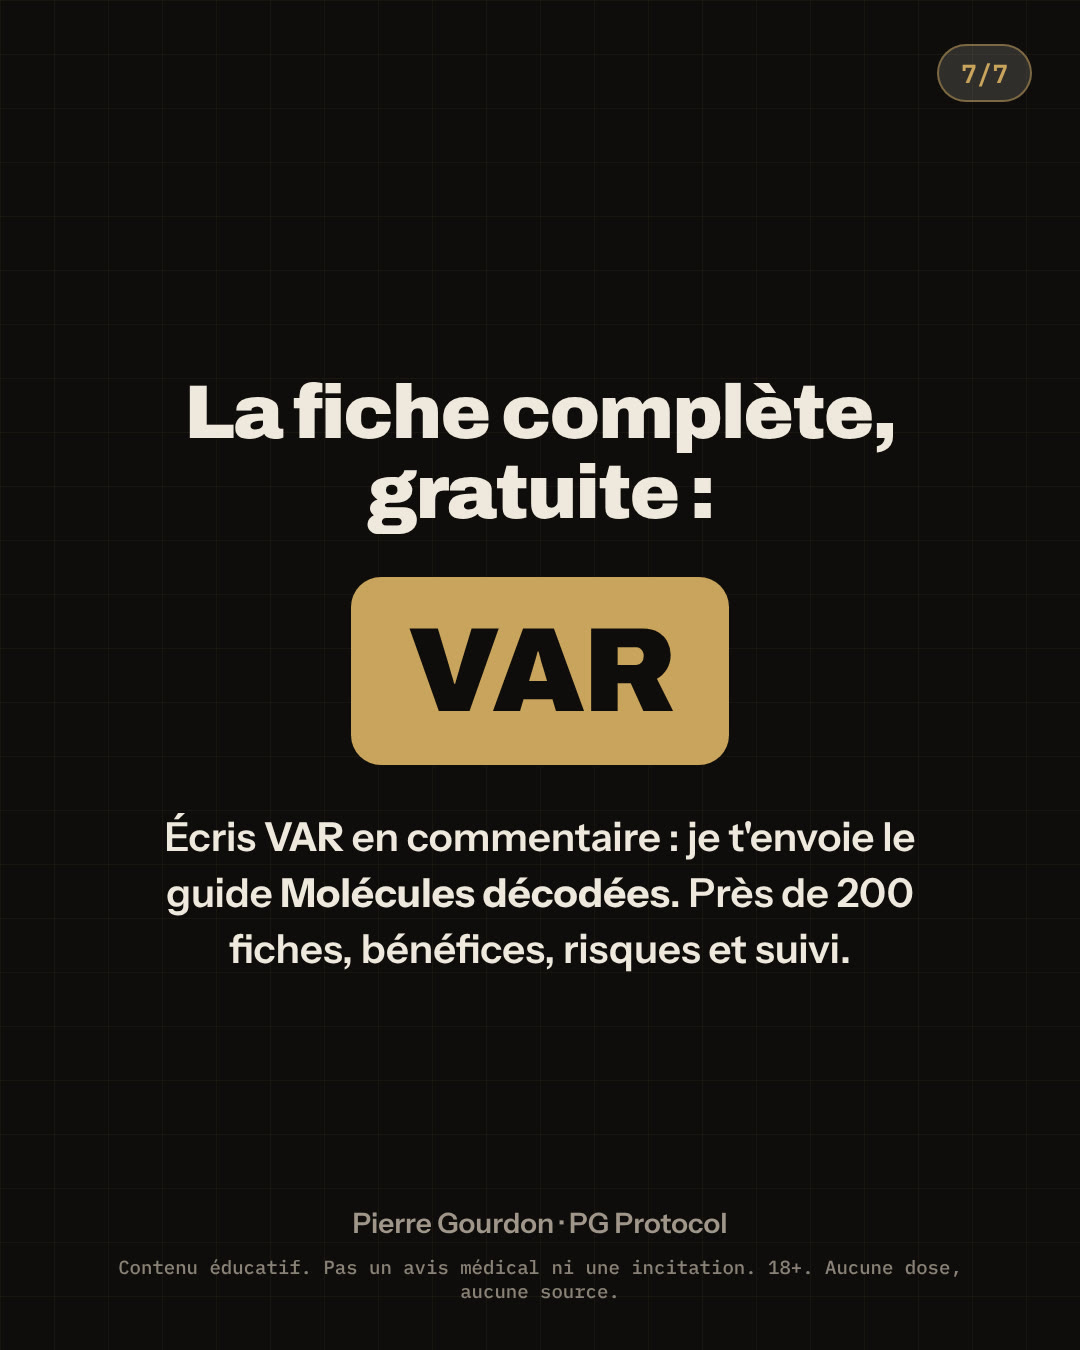 7/7
La fiche complète,
gratuite :
VAR
Écris VAR en commentaire : je t'envoie le
guide Molécules décodées. Près de 200
fiches, bénéfices, risques et suivi.
Pierre Gourdon · PG Protocol
Contenu éducatif. Pas un avis médical ni une incitation. 18+. Aucune dose,
aucune source.